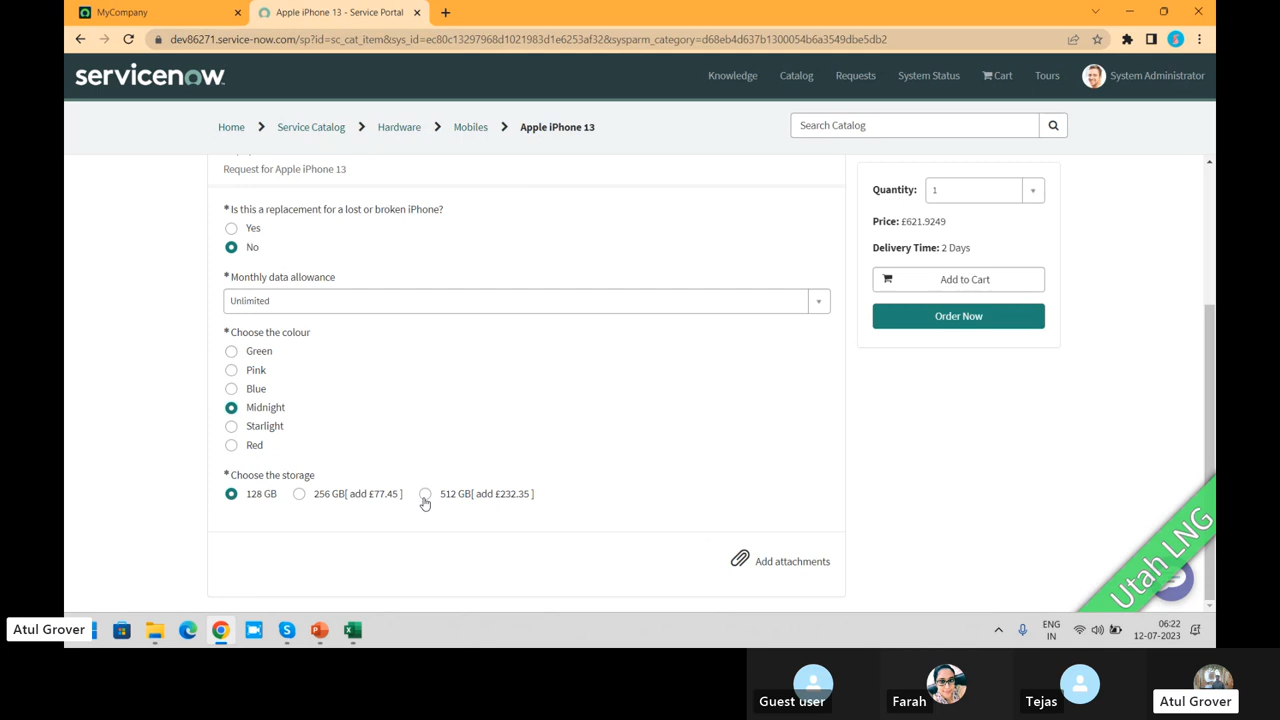 MyCompany
Apple iPhone 13 - Service Portal
dev86271.service-now.com/sp?id=sc_cat_item&sys_id=ec80c13297968d1021983d1e6253af32&sysparm_category=d68eb4d637b1300054b6a3549dbe5db2
servicenow
Knowledge
Catalog
Requests
System Status
Cart
Tours
System Administrator
Home > Service Catalog > Hardware > Mobiles > Apple iPhone 13
Search Catalog
Request for Apple iPhone 13
* Is this a replacement for a lost or broken iPhone?
Yes
No
* Monthly data allowance
Unlimited
* Choose the colour
Green
Pink
Blue
Midnight
Starlight
Red
* Choose the storage
128 GB 256 GB[ add £77.45 ] 512 GB[ add £232.35 ]
Add attachments
Quantity: 1
Price: £621.9249
Delivery Time: 2 Days
Add to Cart
Order Now
Utah LNG
Atul Grover
ENG
IN
06:22
12-07-2023
Guest user
Farah
Tejas
Atul Grover